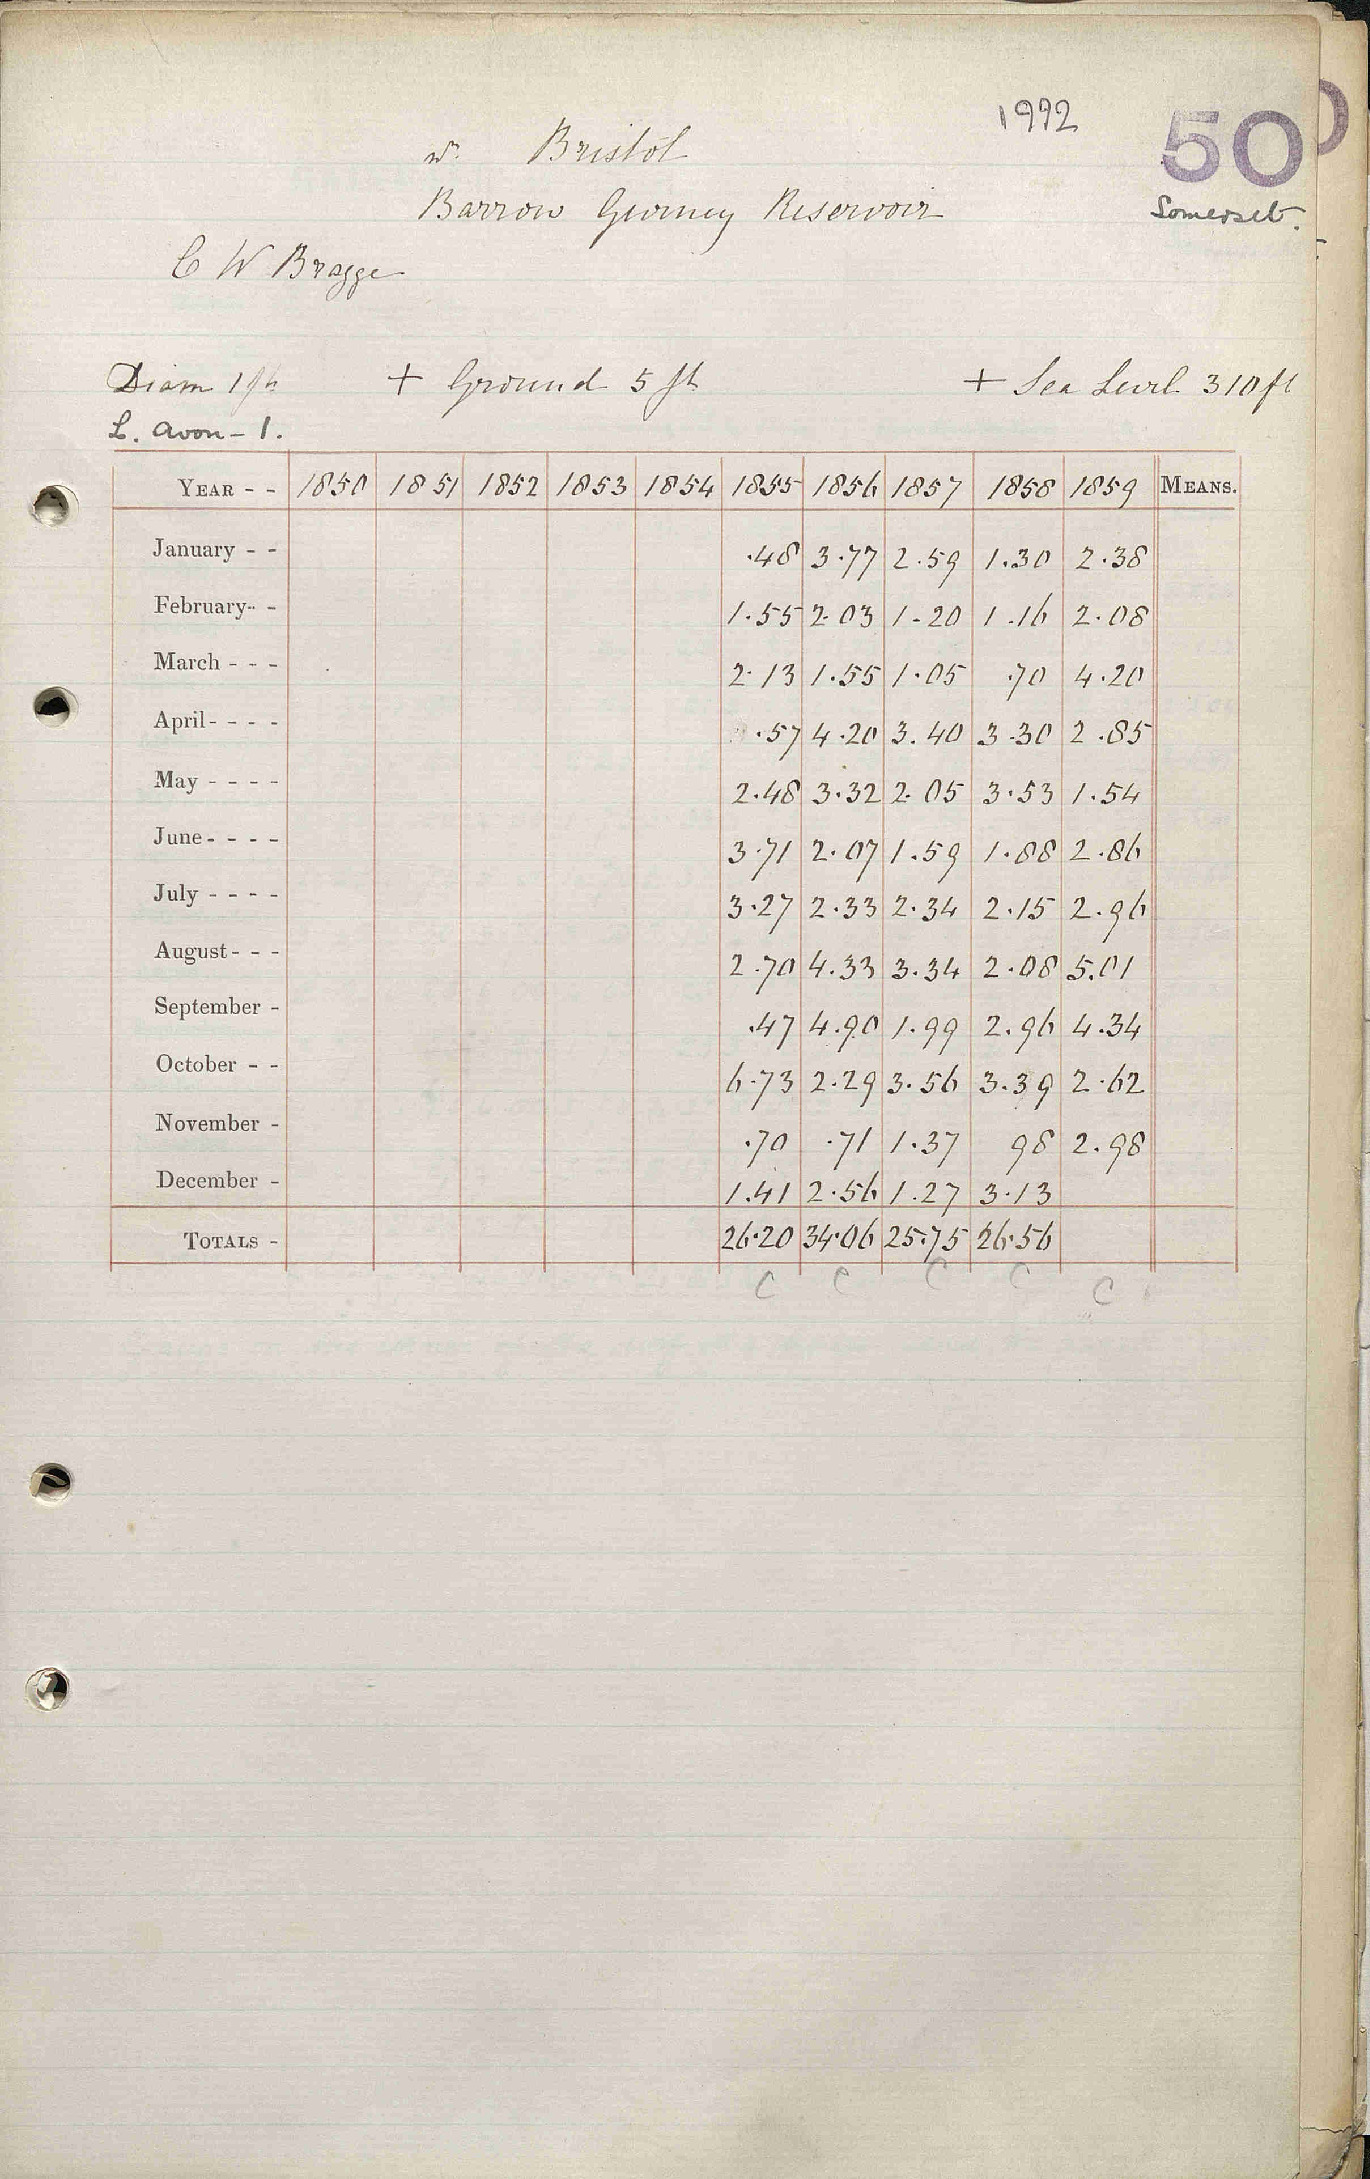 1992
50
nr Bristol
Somerset.
Barrow Gurney Reservoir
C W Bragge
+ Ground 5 ft + Sea Level 310 ft
L. Avon - 1.
YEAR - - 1850 1851 1852 1853 1854 1855 1856 1857 1858 1859 MEANS.
January - - .48 3.77 2.59 1.30 2.38
February - - 1.55 2.03 1.20 1.16 2.08
March - - - 2.13 1.55 1.05 .70 4.20
April - - - - .57 4.20 3.40 3.30 2.85
May - - - - 2.48 3.32 2.05 3.53 1.54
June - - - - 3.71 2.07 1.59 1.88 2.86
July - - - - 3.27 2.33 2.34 2.15 2.96
August - - - 2.70 4.33 3.34 2.08 5.01
September - .47 4.90 1.99 2.96 4.34
October - - 6.73 2.29 3.56 3.39 2.62
November - .70 .71 1.37 98 2.98
December - 1.41 2.56 1.27 3.13
TOTALS - 26.20 34.06 25.75 26.56
C C C C C